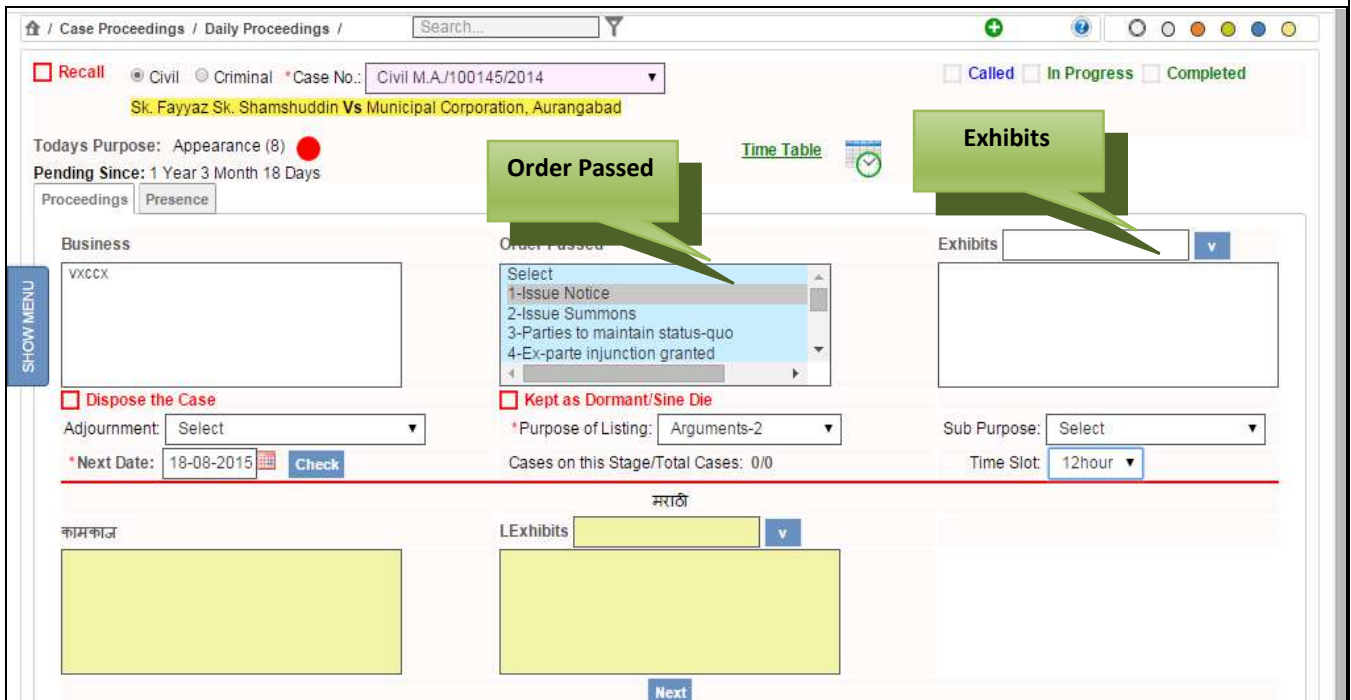 / Case Proceedings / Daily Proceedings / Search...
Recall Civil Criminal *Case No.: Civil M.A./100145/2014 Called In Progress Completed
Sk. Fayyaz Sk. Shamshuddin Vs Municipal Corporation, Aurangabad
Todays Purpose: Appearance (8) Time Table
Pending Since: 1 Year 3 Month 18 Days
Order Passed
Exhibits
Proceedings Presence
Business Order Passed Exhibits v
vxccx
Select
1-Issue Notice
2-Issue Summons
3-Parties to maintain status-quo
4-Ex-parte injunction granted
SHOW MENU
Dispose the Case Kept as Dormant/Sine Die
Adjournment: Select *Purpose of Listing: Arguments-2 Sub Purpose: Select
*Next Date: 18-08-2015 Check Cases on this Stage/Total Cases: 0/0 Time Slot: 12hour
मराठी
कामकाज LExhibits v
Next